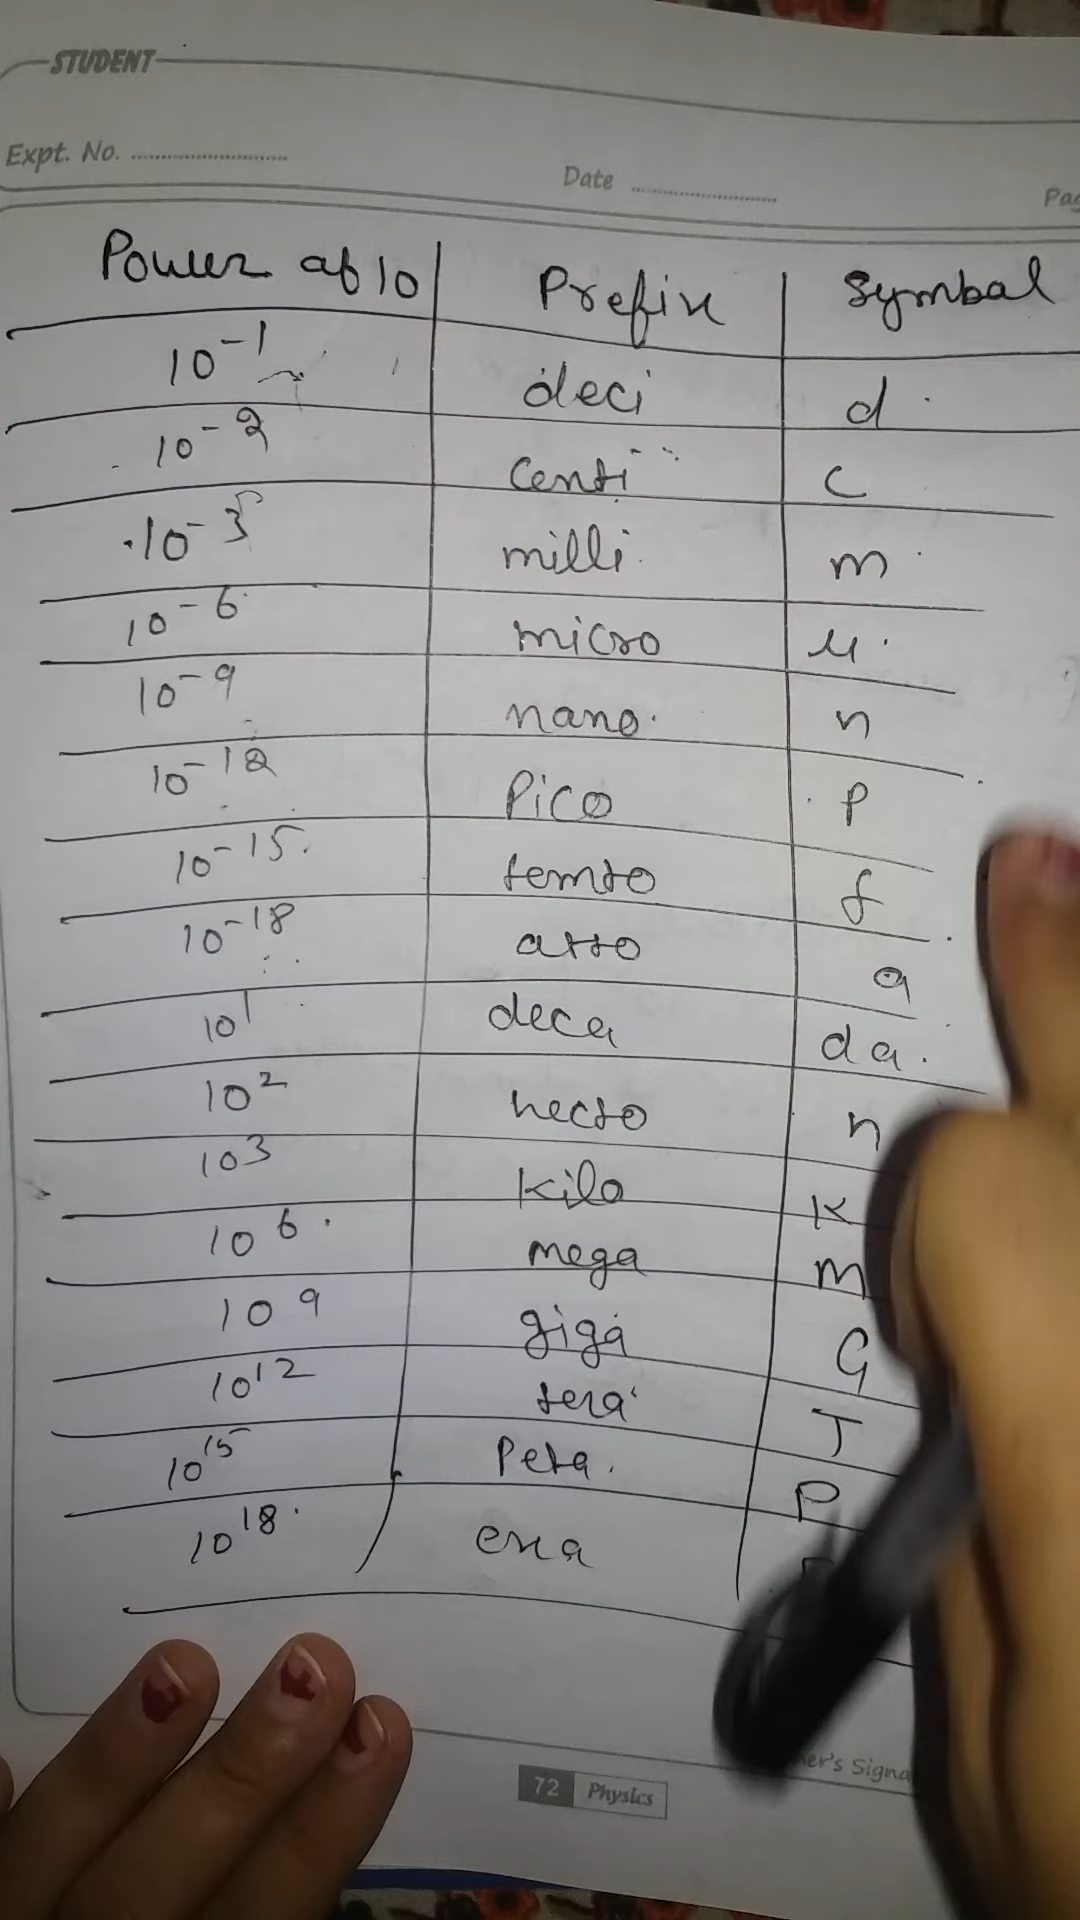 STUDENT
Expt. No.
Date
Power of 10 Prefix Symbal
10⁻¹ deci d
10⁻² Centi c
10⁻³ milli m
10⁻⁶ micro μ
10⁻⁹ nano n
10⁻¹² Pico P
10⁻¹⁵ femto f
10⁻¹⁸ atto a
10¹ deca da
10² hecto h
10³ kilo K
10⁶ mega M
10⁹ giga G
10¹² tera T
10¹⁵ Peta P
10¹⁸ exa
72 Physics